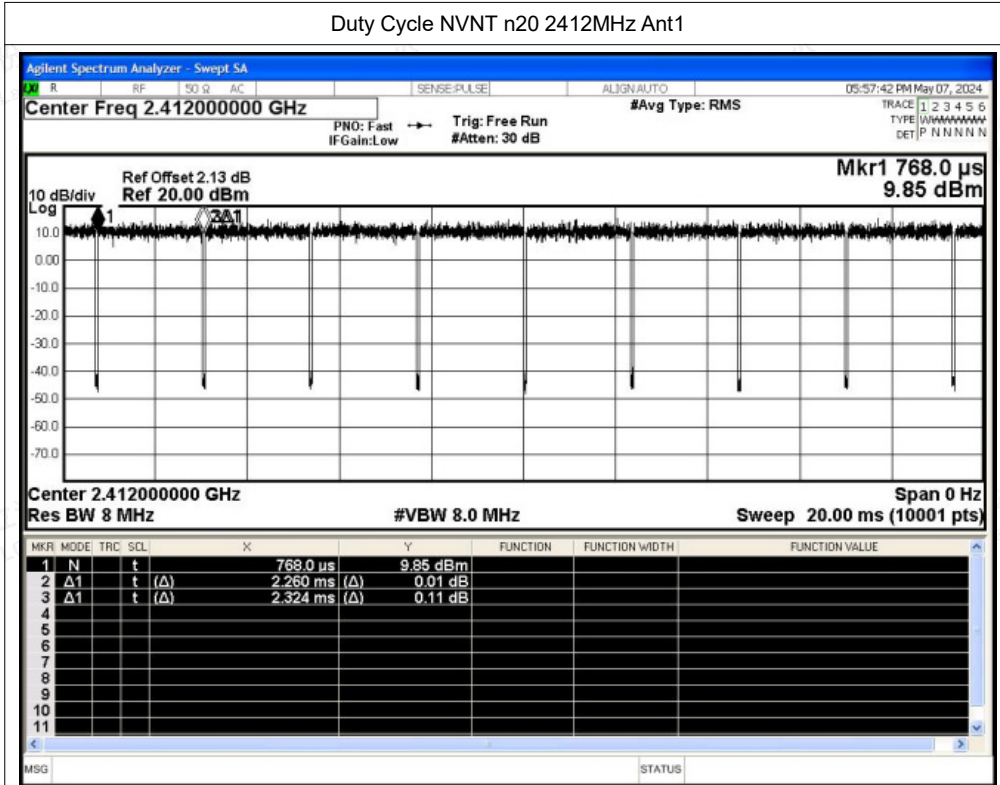 Duty Cycle NVNT n20 2412MHz Ant1
Agilent Spectrum Analyzer - Swept SA
R RF 50 Ω AC SENSE:PULSE ALIGN AUTO 05:57:42 PM May 07, 2024
Center Freq 2.412000000 GHz #Avg Type: RMS TRACE 1 2 3 4 5 6
PNO: Fast Trig: Free Run TYPE
IFGain:Low #Atten: 30 dB DET P N N N N N
Mkr1 768.0 µs
Ref Offset 2.13 dB
10 dB/div Ref 20.00 dBm 9.85 dBm
Log
1 3Δ1
10.0
0.00
-10.0
-20.0
-30.0
-40.0
-50.0
-60.0
-70.0
Center 2.412000000 GHz Span 0 Hz
Res BW 8 MHz #VBW 8.0 MHz Sweep 20.00 ms (10001 pts)
MKR MODE TRC SCL X Y FUNCTION FUNCTION WIDTH FUNCTION VALUE
1 N t 768.0 µs 9.85 dBm
2 Δ1 t (Δ) 2.260 ms (Δ) 0.01 dB
3 Δ1 t (Δ) 2.324 ms (Δ) 0.11 dB
4
5
6
7
8
9
10
11
MSG STATUS